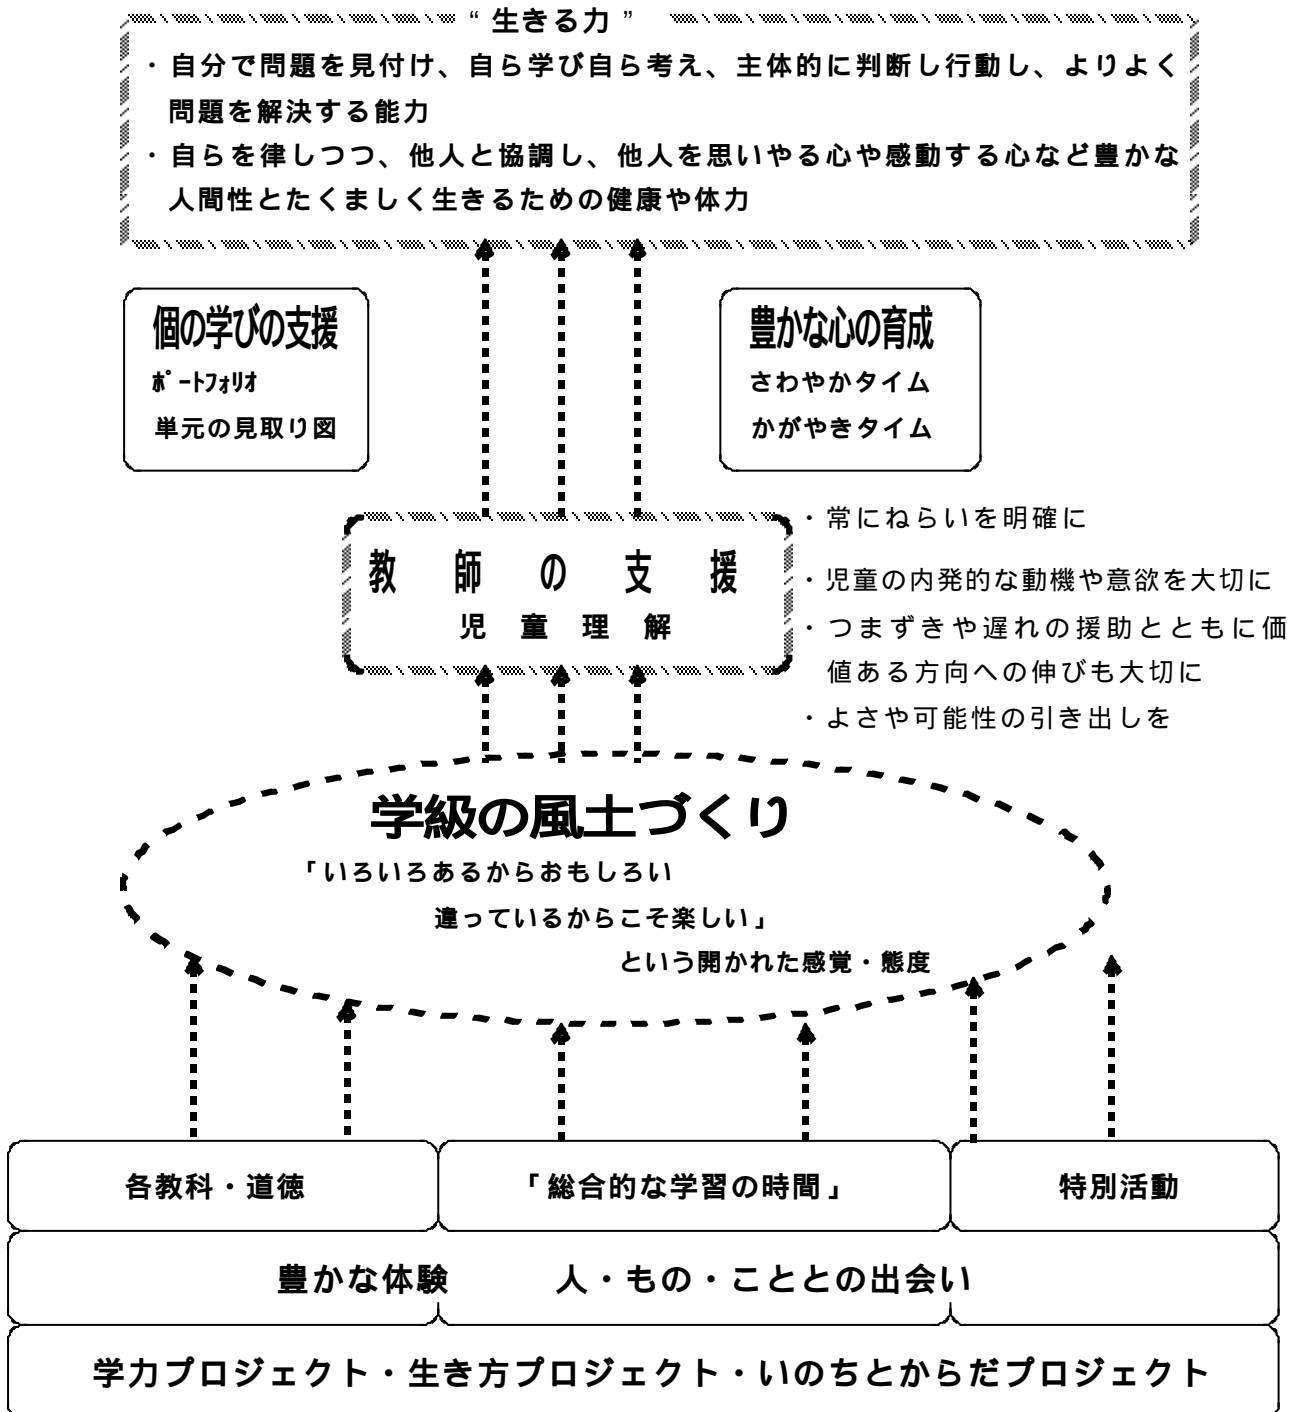 “ 生きる力 ”
・自分で問題を見付け、自ら学び自ら考え、主体的に判断し行動し、よりよく
問題を解決する能力
・自らを律しつつ、他人と協調し、他人を思いやる心や感動する心など豊かな
人間性とたくましく生きるための健康や体力
個の学びの支援
ﾎﾟｰﾄﾌｫﾘｵ
単元の見取り図
豊かな心の育成
さわやかタイム
かがやきタイム
教師の支援
児童理解
・常にねらいを明確に
・児童の内発的な動機や意欲を大切に
・つまずきや遅れの援助とともに価
値ある方向への伸びも大切に
・よさや可能性の引き出しを
学級の風土づくり
「いろいろあるからおもしろい
違っているからこそ楽しい」
という開かれた感覚・態度
各教科・道徳
「総合的な学習の時間」
特別活動
豊かな体験　　人・もの・こととの出会い
学力プロジェクト・生き方プロジェクト・いのちとからだプロジェクト